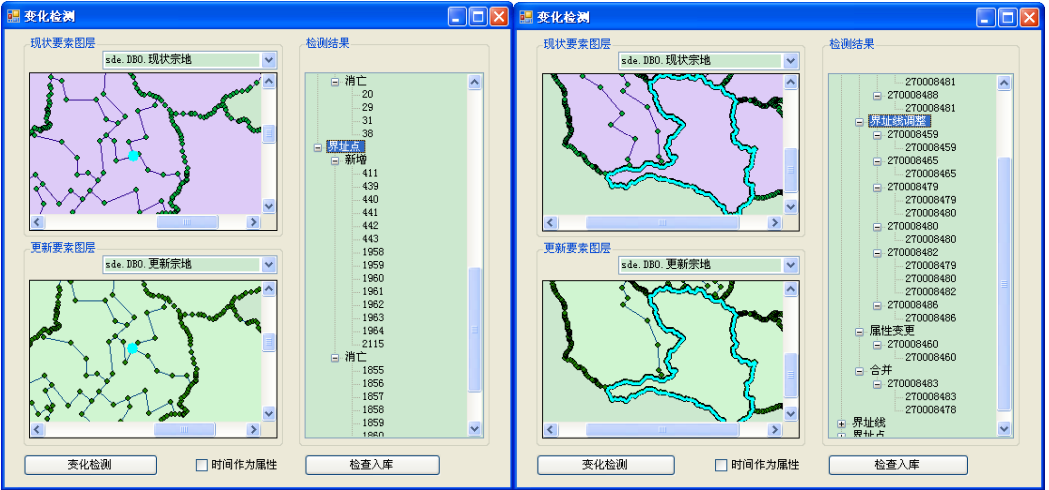 变化检测
现状要素图层
sde.DBO.现状宗地
更新要素图层
sde.DBO.更新宗地
变化检测
时间作为属性
检测结果
消亡
20
29
31
38
界址点
新增
411
439
440
441
442
443
1958
1959
1960
1961
1962
1963
1964
2115
消亡
1855
1856
1857
1858
1859
1860
检查入库
变化检测
现状要素图层
sde.DBO.现状宗地
更新要素图层
sde.DBO.更新宗地
变化检测
时间作为属性
检测结果
270008481
270008488
270008481
界址线调整
270008459
270008459
270008465
270008465
270008479
270008479
270008480
270008480
270008480
270008482
270008479
270008480
270008482
270008486
270008486
属性变更
270008460
270008460
合并
270008483
270008483
270008478
界址线
界址点
检查入库